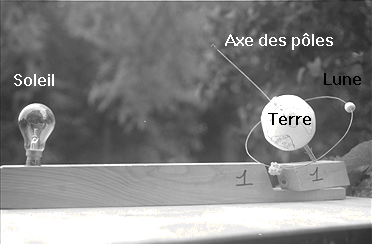 Axe des pôles
Soleil
Lune
Terre
1
1